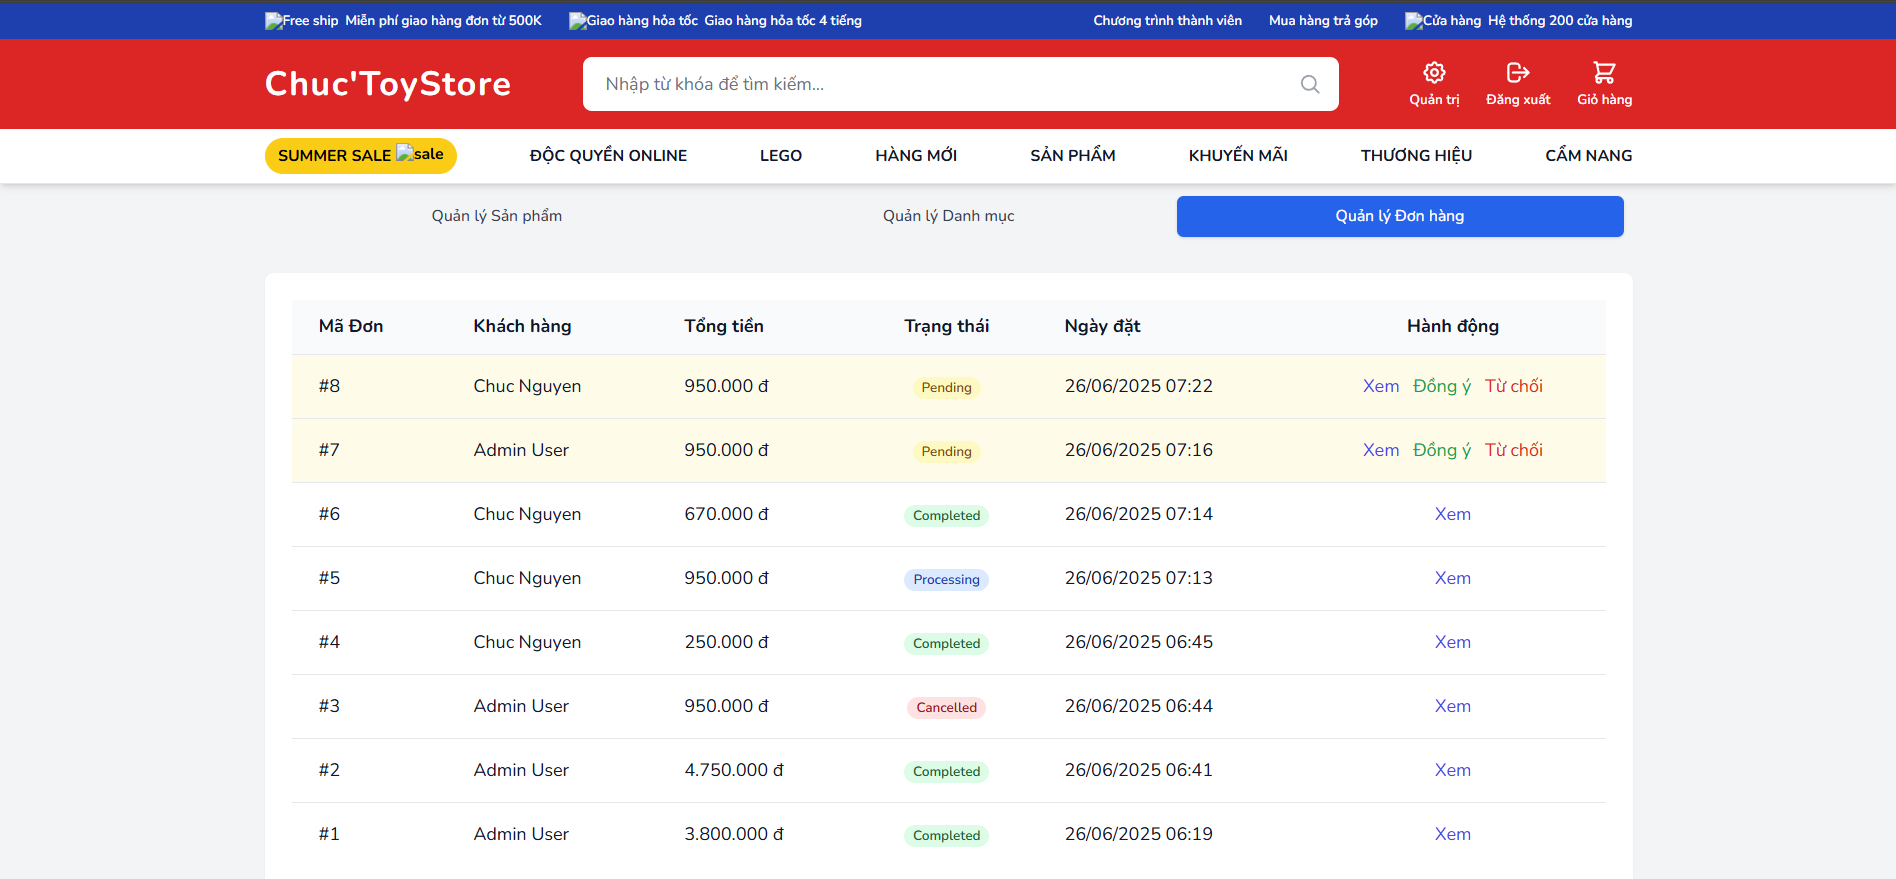 Free ship Miễn phí giao hàng đơn từ 500K Giao hàng hỏa tốc Giao hàng hỏa tốc 4 tiếng Chương trình thành viên Mua hàng trả góp Cửa hàng Hệ thống 200 cửa hàng
Chuc'ToyStore Nhập từ khóa để tìm kiếm... Quản trị Đăng xuất Giỏ hàng
SUMMER SALE sale ĐỘC QUYỀN ONLINE LEGO HÀNG MỚI SẢN PHẨM KHUYẾN MÃI THƯƠNG HIỆU CẨM NANG
Quản lý Sản phẩm Quản lý Danh mục Quản lý Đơn hàng
Mã Đơn Khách hàng Tổng tiền Trạng thái Ngày đặt Hành động
#8 Chuc Nguyen 950.000 đ Pending 26/06/2025 07:22 Xem Đồng ý Từ chối
#7 Admin User 950.000 đ Pending 26/06/2025 07:16 Xem Đồng ý Từ chối
#6 Chuc Nguyen 670.000 đ Completed 26/06/2025 07:14 Xem
#5 Chuc Nguyen 950.000 đ Processing 26/06/2025 07:13 Xem
#4 Chuc Nguyen 250.000 đ Completed 26/06/2025 06:45 Xem
#3 Admin User 950.000 đ Cancelled 26/06/2025 06:44 Xem
#2 Admin User 4.750.000 đ Completed 26/06/2025 06:41 Xem
#1 Admin User 3.800.000 đ Completed 26/06/2025 06:19 Xem